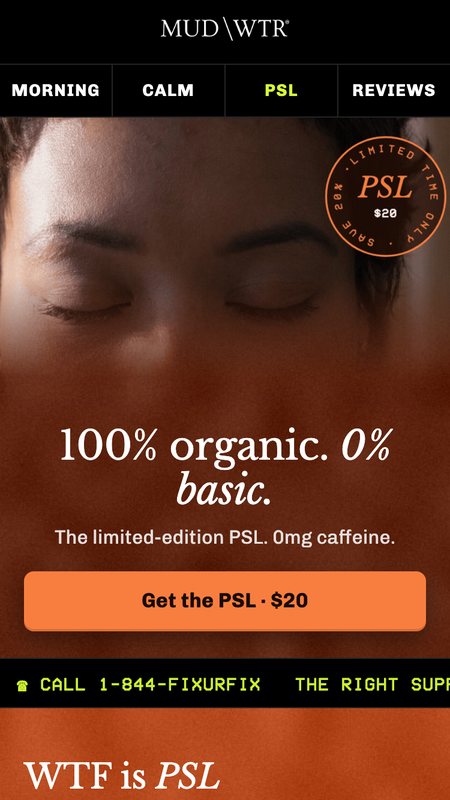 MUD\WTR®
MORNING
CALM
PSL
REVIEWS
· LIMITED TIME ONLY · SAVE 20%
PSL
$20
100% organic. 0%
basic.
The limited-edition PSL. 0mg caffeine.
Get the PSL · $20
☎ CALL 1-844-FIXURFIX THE RIGHT SUPP
WTF is PSL